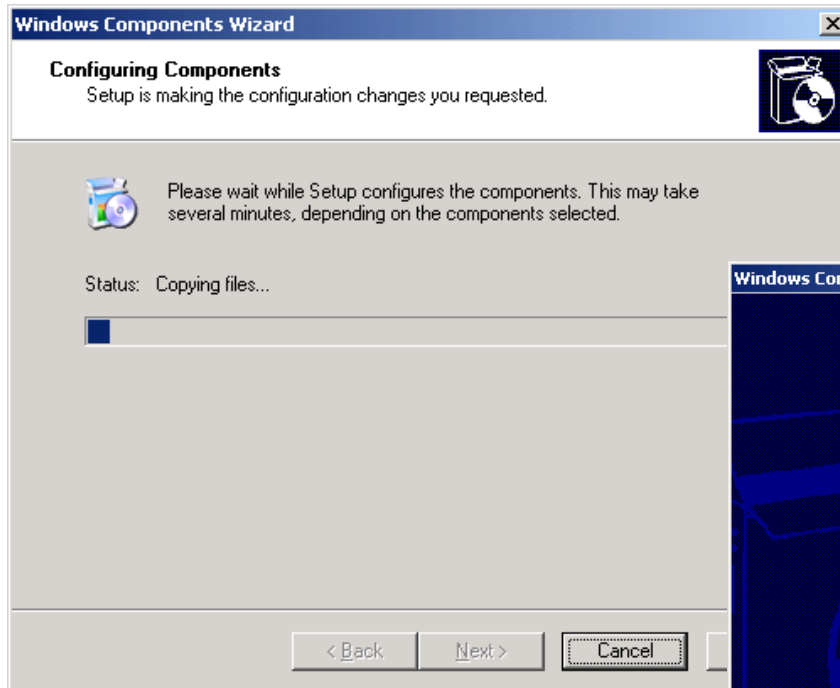 Windows Components Wizard
Configuring Components
Setup is making the configuration changes you requested.
Please wait while Setup configures the components. This may take
several minutes, depending on the components selected.
Status: Copying files...
Windows Co
< Back Next > Cancel